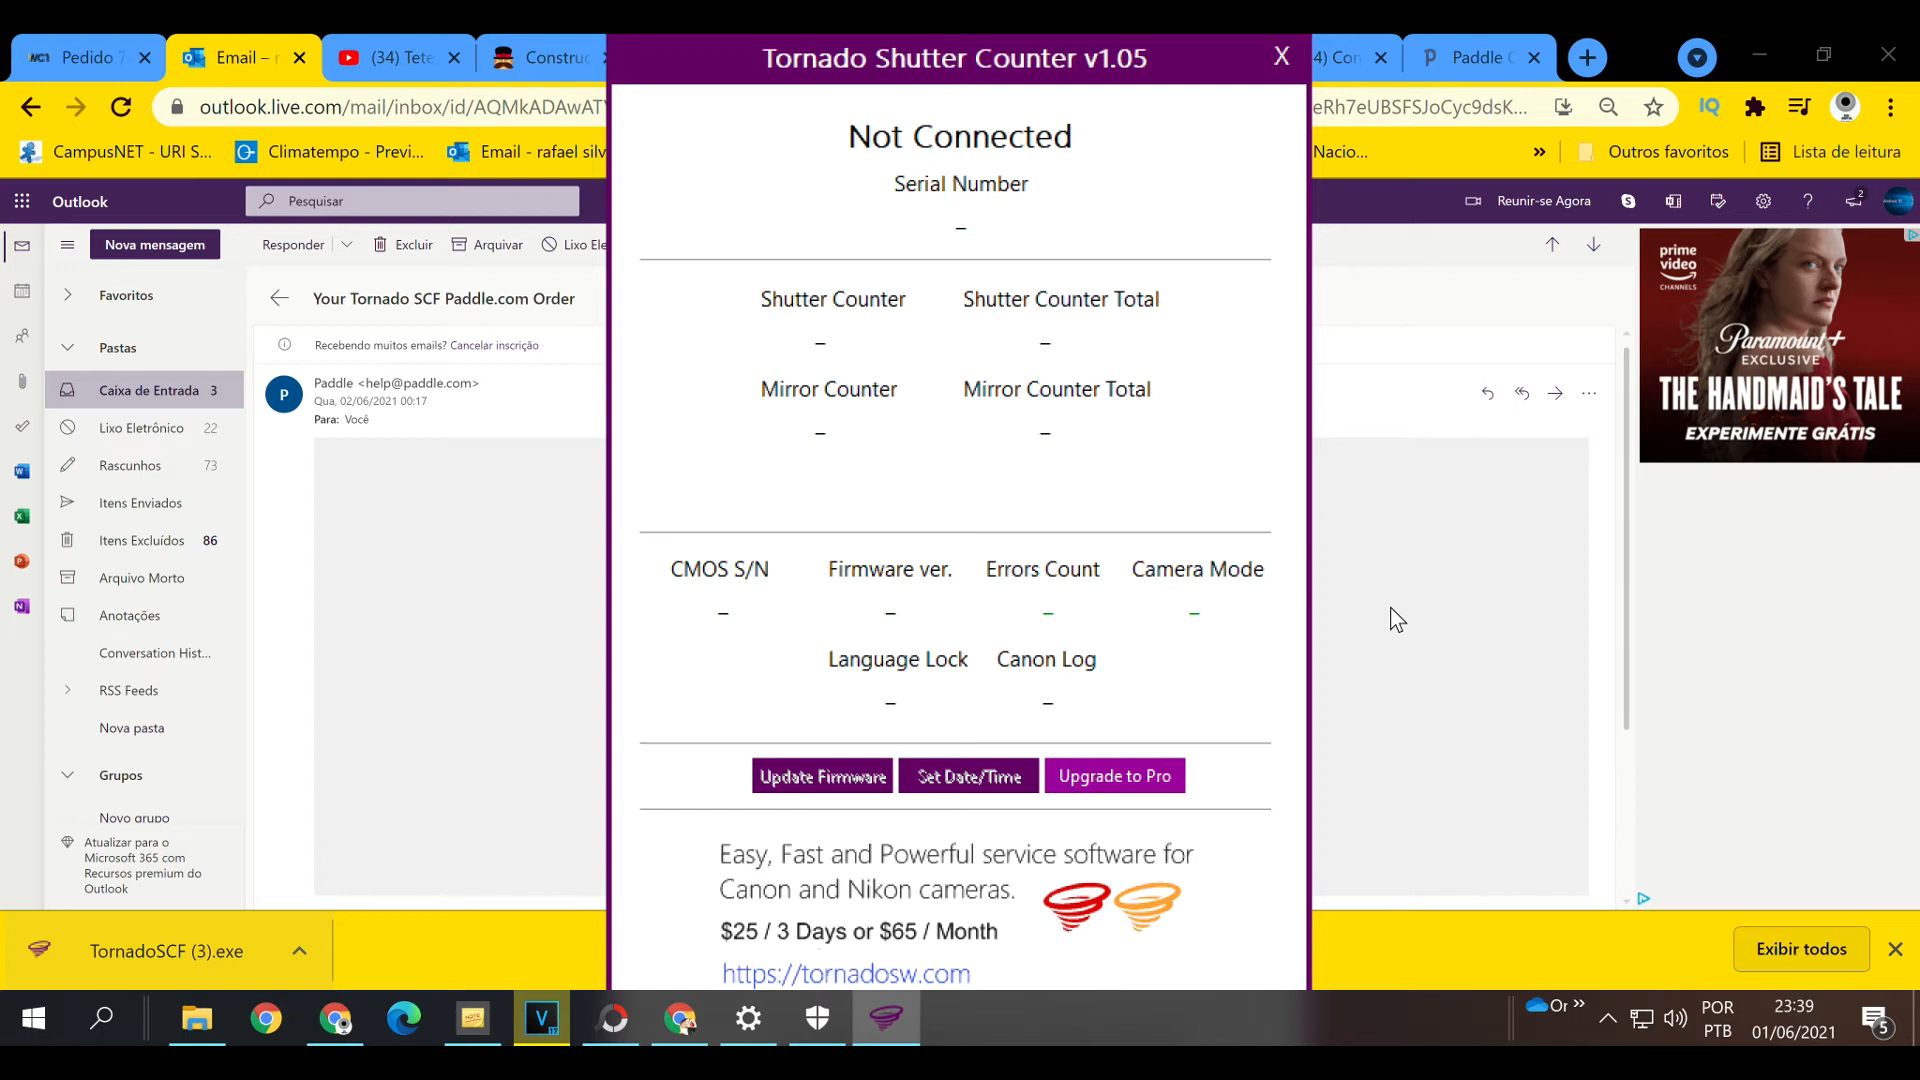 Pedido 7
Email –
(34) Tete
Construc
Tornado Shutter Counter v1.05
X
4) Con
Paddle C
outlook.live.com/mail/inbox/id/AQMkADAwATY
eRh7eUBSFSJoCyc9dsK...
CampusNET - URI S...
Climatempo - Previ...
Email - rafael silv
Nacio...
»
Outros favoritos
Lista de leitura
Outlook
Pesquisar
Reunir-se Agora
2
Nova mensagem
Responder
Excluir
Arquivar
Lixo Ele
Favoritos
Pastas
Caixa de Entrada 3
Lixo Eletrônico 22
Rascunhos 73
Itens Enviados
Itens Excluídos 86
Arquivo Morto
Anotações
Conversation Hist...
RSS Feeds
Nova pasta
Grupos
Novo grupo
Atualizar para o
Microsoft 365 com
Recursos premium do
Outlook
Your Tornado SCF Paddle.com Order
Recebendo muitos emails? Cancelar inscrição
P
Paddle <help@paddle.com>
Qua, 02/06/2021 00:17
Para: Você
Not Connected
Serial Number
–
Shutter Counter Shutter Counter Total
– –
Mirror Counter Mirror Counter Total
– –
CMOS S/N Firmware ver. Errors Count Camera Mode
– – – –
Language Lock Canon Log
– –
Update Firmware Set Date/Time Upgrade to Pro
Easy, Fast and Powerful service software for
Canon and Nikon cameras.
$25 / 3 Days or $65 / Month
https://tornadosw.com
prime video
CHANNELS
Paramount+
EXCLUSIVE
THE HANDMAID'S TALE
EXPERIMENTE GRÁTIS
TornadoSCF (3).exe
Exibir todos
Or »
POR
PTB
23:39
01/06/2021
5